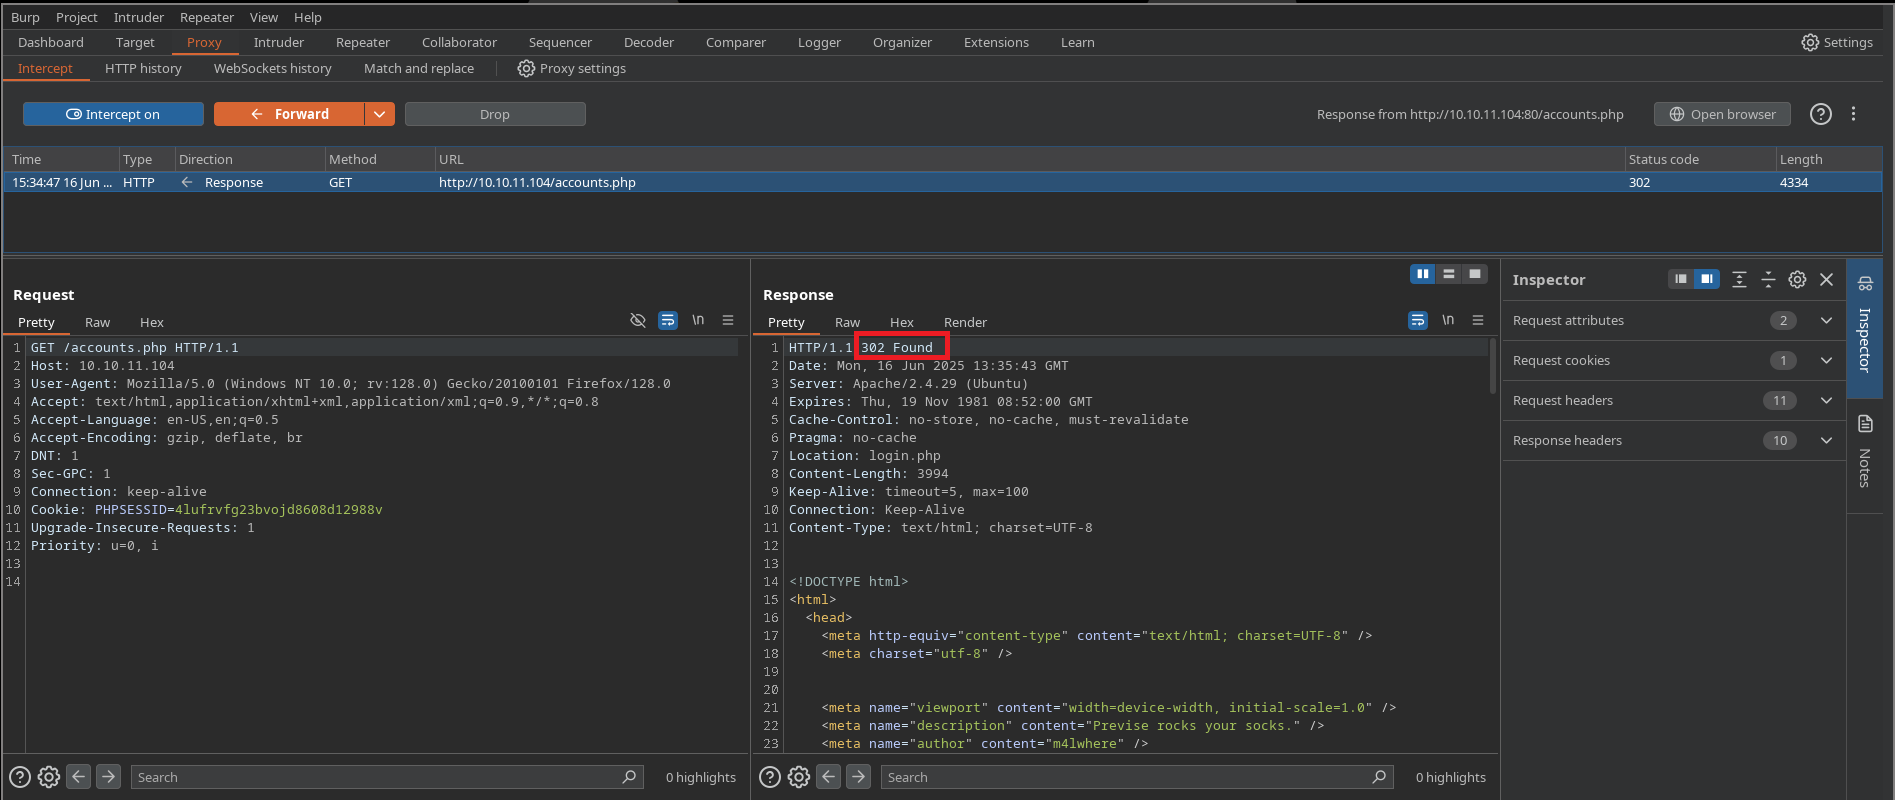 Burp Project Intruder Repeater View Help
Dashboard Target Proxy Intruder Repeater Collaborator Sequencer Decoder Comparer Logger Organizer Extensions Learn Settings
Intercept HTTP history WebSockets history Match and replace Proxy settings
Intercept on Forward Drop Response from http://10.10.11.104:80/accounts.php Open browser
Time Type Direction Method URL Status code Length
15:34:47 16 Jun ... HTTP Response GET http://10.10.11.104/accounts.php 302 4334
Request
Pretty Raw Hex \n
1 GET /accounts.php HTTP/1.1
2 Host: 10.10.11.104
3 User-Agent: Mozilla/5.0 (Windows NT 10.0; rv:128.0) Gecko/20100101 Firefox/128.0
4 Accept: text/html,application/xhtml+xml,application/xml;q=0.9,*/*;q=0.8
5 Accept-Language: en-US,en;q=0.5
6 Accept-Encoding: gzip, deflate, br
7 DNT: 1
8 Sec-GPC: 1
9 Connection: keep-alive
10 Cookie: PHPSESSID=4lufrvfg23bvojd8608d12988v
11 Upgrade-Insecure-Requests: 1
12 Priority: u=0, i
13
14
Search 0 highlights
Response
Pretty Raw Hex Render \n
1 HTTP/1.1 302 Found
2 Date: Mon, 16 Jun 2025 13:35:43 GMT
3 Server: Apache/2.4.29 (Ubuntu)
4 Expires: Thu, 19 Nov 1981 08:52:00 GMT
5 Cache-Control: no-store, no-cache, must-revalidate
6 Pragma: no-cache
7 Location: login.php
8 Content-Length: 3994
9 Keep-Alive: timeout=5, max=100
10 Connection: Keep-Alive
11 Content-Type: text/html; charset=UTF-8
12
13
14 <!DOCTYPE html>
15 <html>
16 <head>
17 <meta http-equiv="content-type" content="text/html; charset=UTF-8" />
18 <meta charset="utf-8" />
19
20
21 <meta name="viewport" content="width=device-width, initial-scale=1.0" />
22 <meta name="description" content="Previse rocks your socks." />
23 <meta name="author" content="m4lwhere" />
Search 0 highlights
Inspector
Request attributes 2
Request cookies 1
Request headers 11
Response headers 10
Inspector
Notes